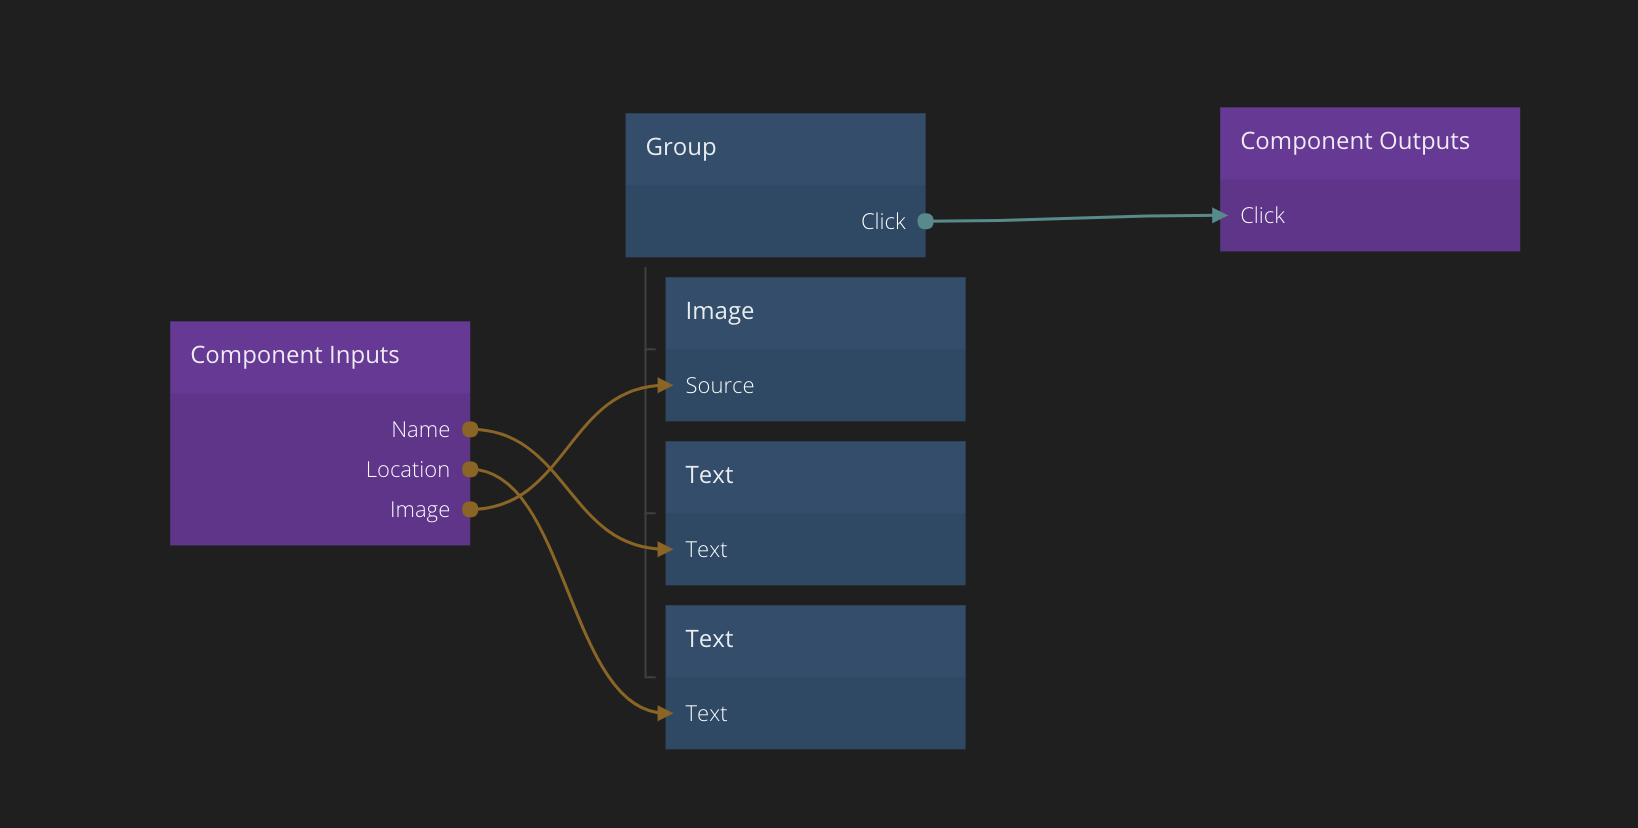 Component Inputs
Name
Location
Image
Group
Click
Image
Source
Text
Text
Text
Text
Component Outputs
Click